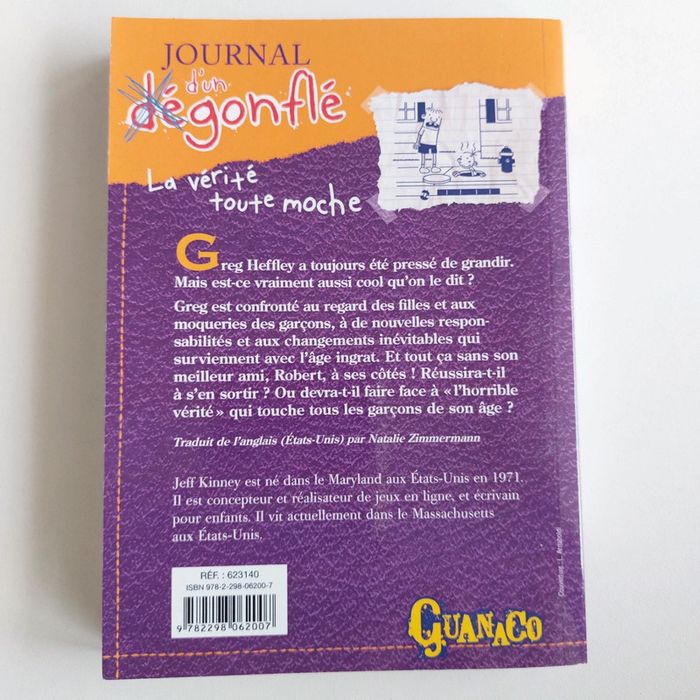 JOURNAL
d'un
dégonflé
La vérité
toute moche
Greg Heffley a toujours été pressé de grandir.
Mais est-ce vraiment aussi cool qu'on le dit ?
Greg est confronté au regard des filles et aux
moqueries des garçons, à de nouvelles respon-
sabilités et aux changements inévitables qui
surviennent avec l'âge ingrat. Et tout ça sans son
meilleur ami, Robert, à ses côtés ! Réussira-t-il
à s'en sortir ? Ou devra-t-il faire face à « l'horrible
vérité » qui touche tous les garçons de son âge ?
Traduit de l'anglais (États-Unis) par Natalie Zimmermann
Jeff Kinney est né dans le Maryland aux États-Unis en 1971.
Il est concepteur et réalisateur de jeux en ligne, et écrivain
pour enfants. Il vit actuellement dans le Massachusetts
aux États-Unis.
RÉF. : 623140
ISBN 978-2-298-06200-7
9 782298 062007
GUANACO